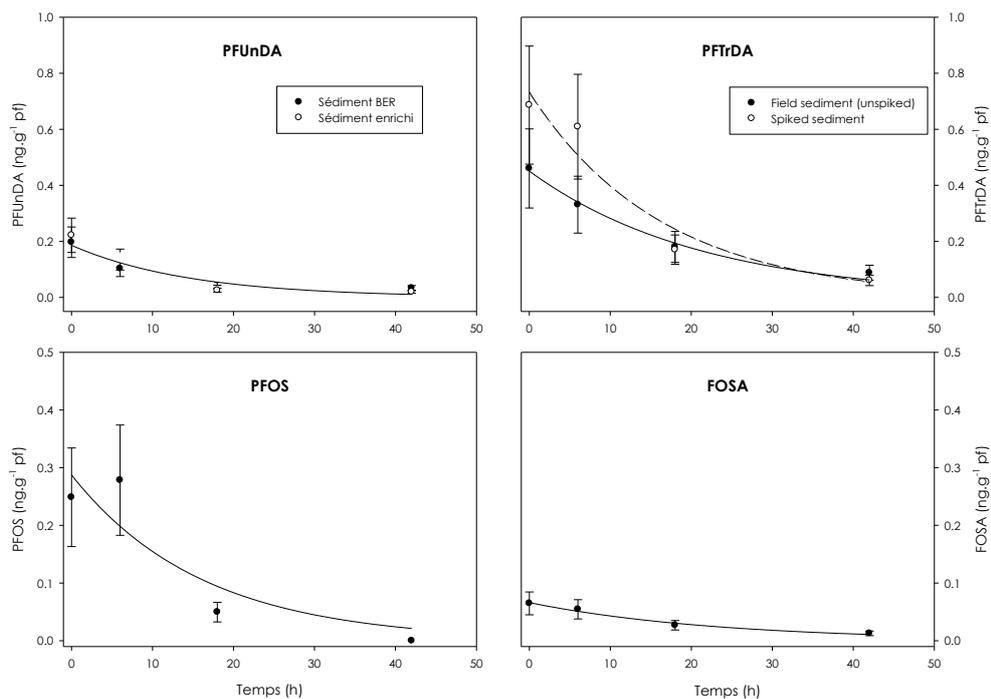 PFUnDA
Sédiment BER
Sédiment enrichi
PFUnDA (ng.g-1 pf)
1.0
0.8
0.6
0.4
0.2
0.0
0 10 20 30 40 50
PFTrDA
Field sediment (unspiked)
Spiked sediment
PFTrDA (ng.g-1 pf)
1.0
0.8
0.6
0.4
0.2
0.0
0 10 20 30 40 50
PFOS
PFOS (ng.g-1 pf)
0.5
0.4
0.3
0.2
0.1
0.0
0 10 20 30 40 50
Temps (h)
FOSA
FOSA (ng.g-1 pf)
0.5
0.4
0.3
0.2
0.1
0.0
0 10 20 30 40 50
Temps (h)